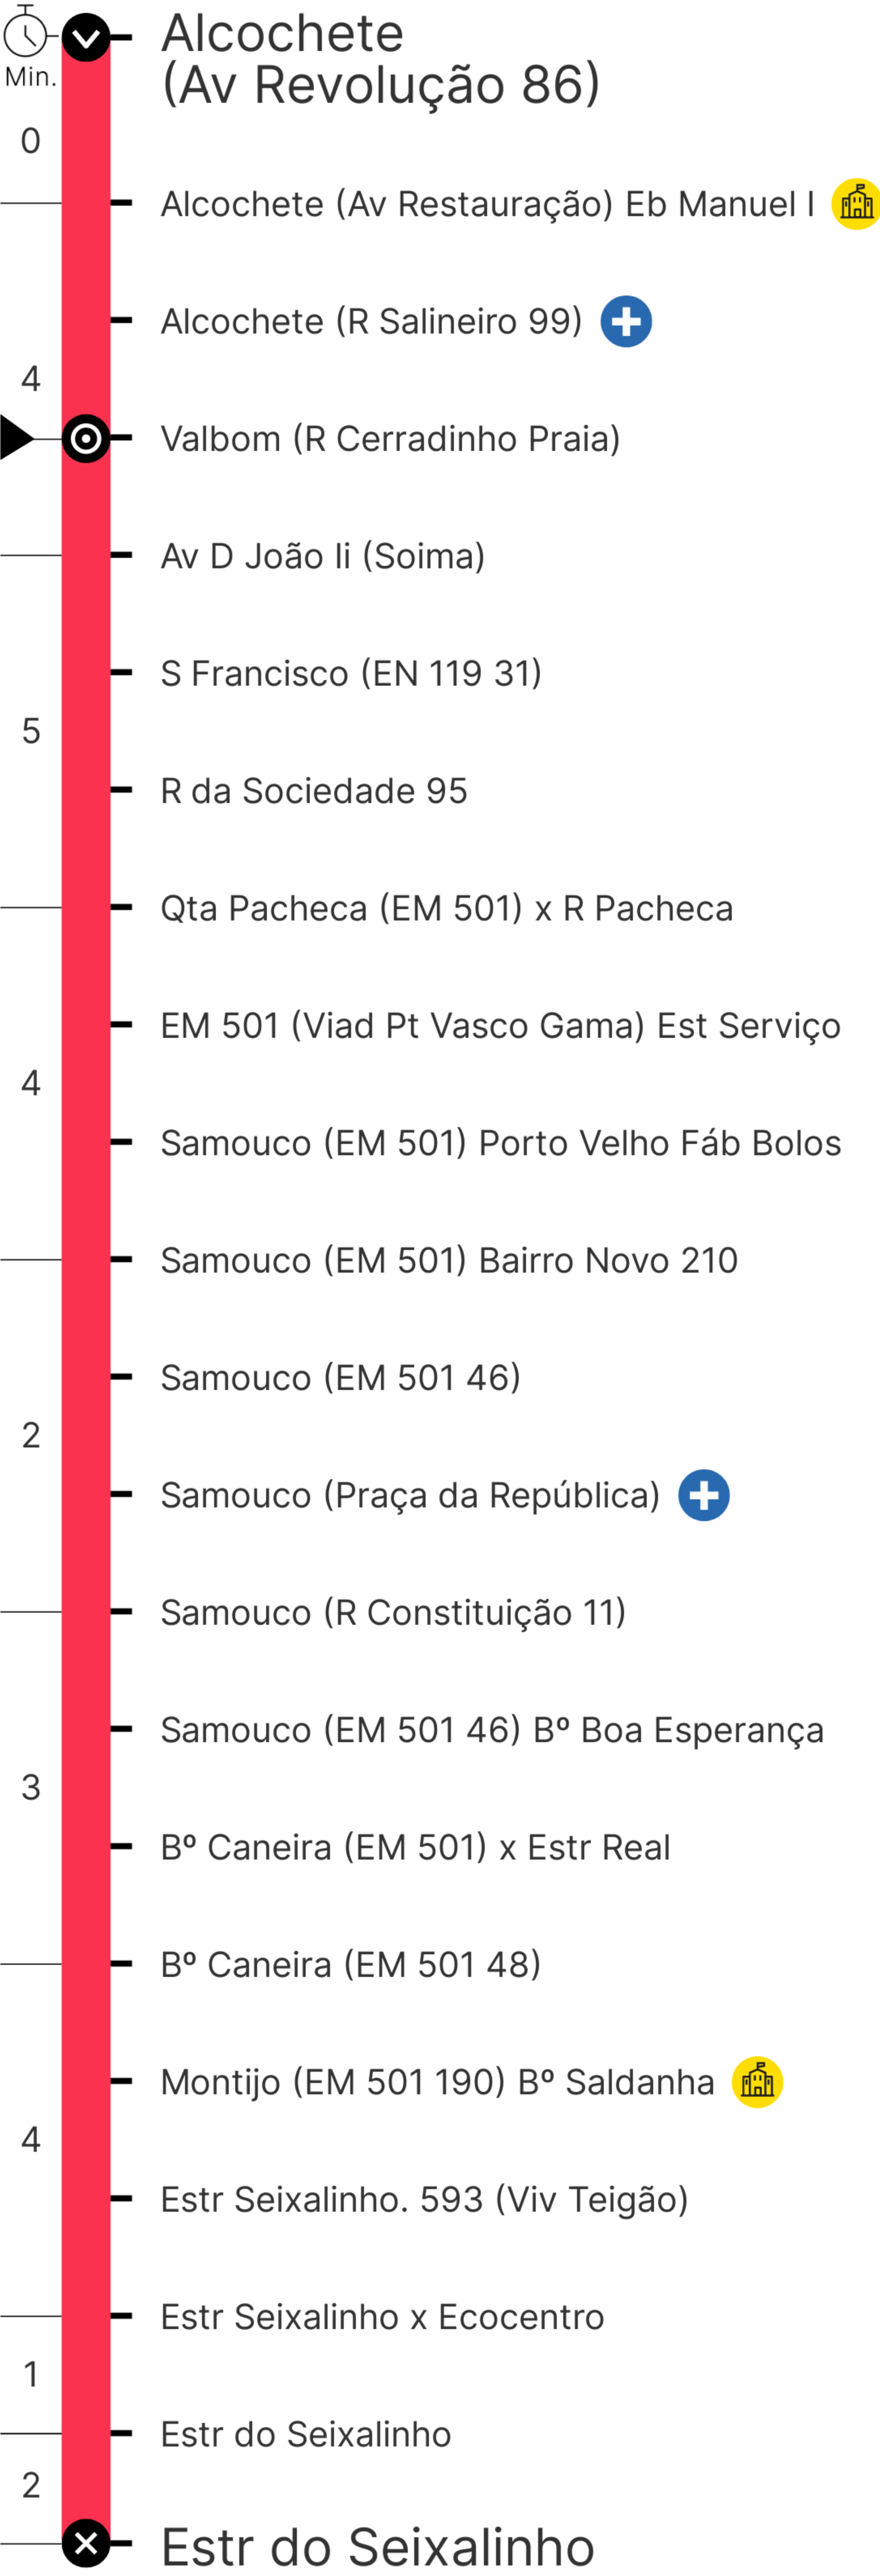 Alcochete
(Av Revolução 86)
Min.
0
Alcochete (Av Restauração) Eb Manuel I
Alcochete (R Salineiro 99)
4
Valbom (R Cerradinho Praia)
Av D João Ii (Soima)
S Francisco (EN 119 31)
5
R da Sociedade 95
Qta Pacheca (EM 501) x R Pacheca
EM 501 (Viad Pt Vasco Gama) Est Serviço
4
Samouco (EM 501) Porto Velho Fáb Bolos
Samouco (EM 501) Bairro Novo 210
Samouco (EM 501 46)
2
Samouco (Praça da República)
Samouco (R Constituição 11)
Samouco (EM 501 46) Bº Boa Esperança
3
Bº Caneira (EM 501) x Estr Real
Bº Caneira (EM 501 48)
Montijo (EM 501 190) Bº Saldanha
4
Estr Seixalinho. 593 (Viv Teigão)
Estr Seixalinho x Ecocentro
1
Estr do Seixalinho
2
Estr do Seixalinho